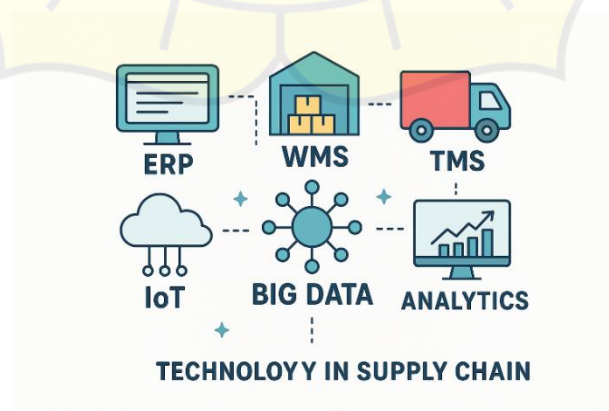 ERP WMS TMS
IoT BIG DATA ANALYTICS
TECHNOLOYY IN SUPPLY CHAIN